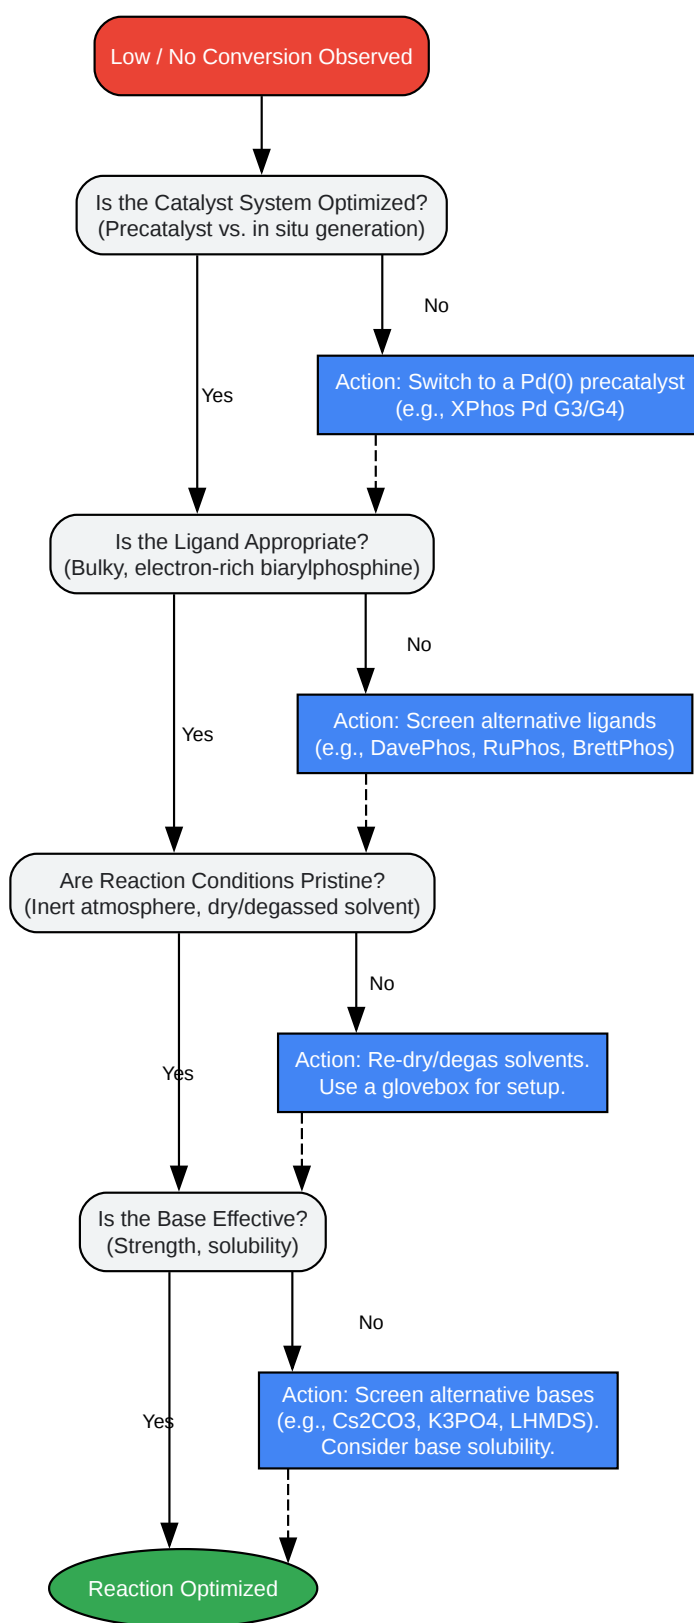 Low / No Conversion Observed
Is the Catalyst System Optimized?
(Precatalyst vs. in situ generation)
No
Action: Switch to a Pd(0) precatalyst
(e.g., XPhos Pd G3/G4)
Yes
Is the Ligand Appropriate?
(Bulky, electron-rich biarylphosphine)
No
Action: Screen alternative ligands
(e.g., DavePhos, RuPhos, BrettPhos)
Yes
Are Reaction Conditions Pristine?
(Inert atmosphere, dry/degassed solvent)
No
Action: Re-dry/degas solvents.
Use a glovebox for setup.
Yes
Is the Base Effective?
(Strength, solubility)
No
Action: Screen alternative bases
(e.g., Cs2CO3, K3PO4, LHMDS).
Consider base solubility.
Yes
Reaction Optimized